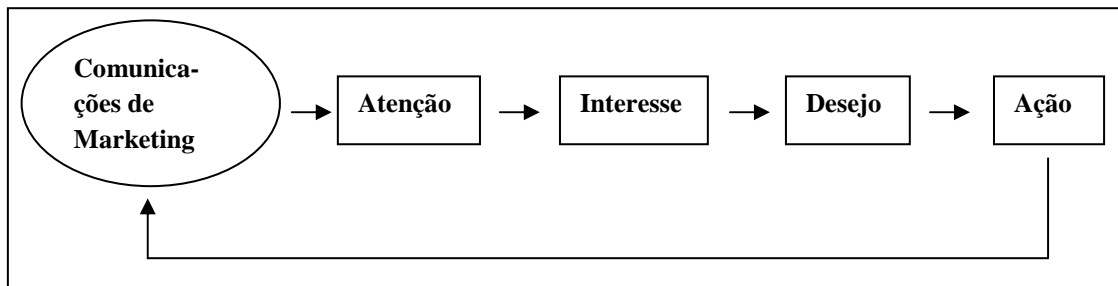 Comunica-
ções de
Marketing
Atenção
Interesse
Desejo
Ação